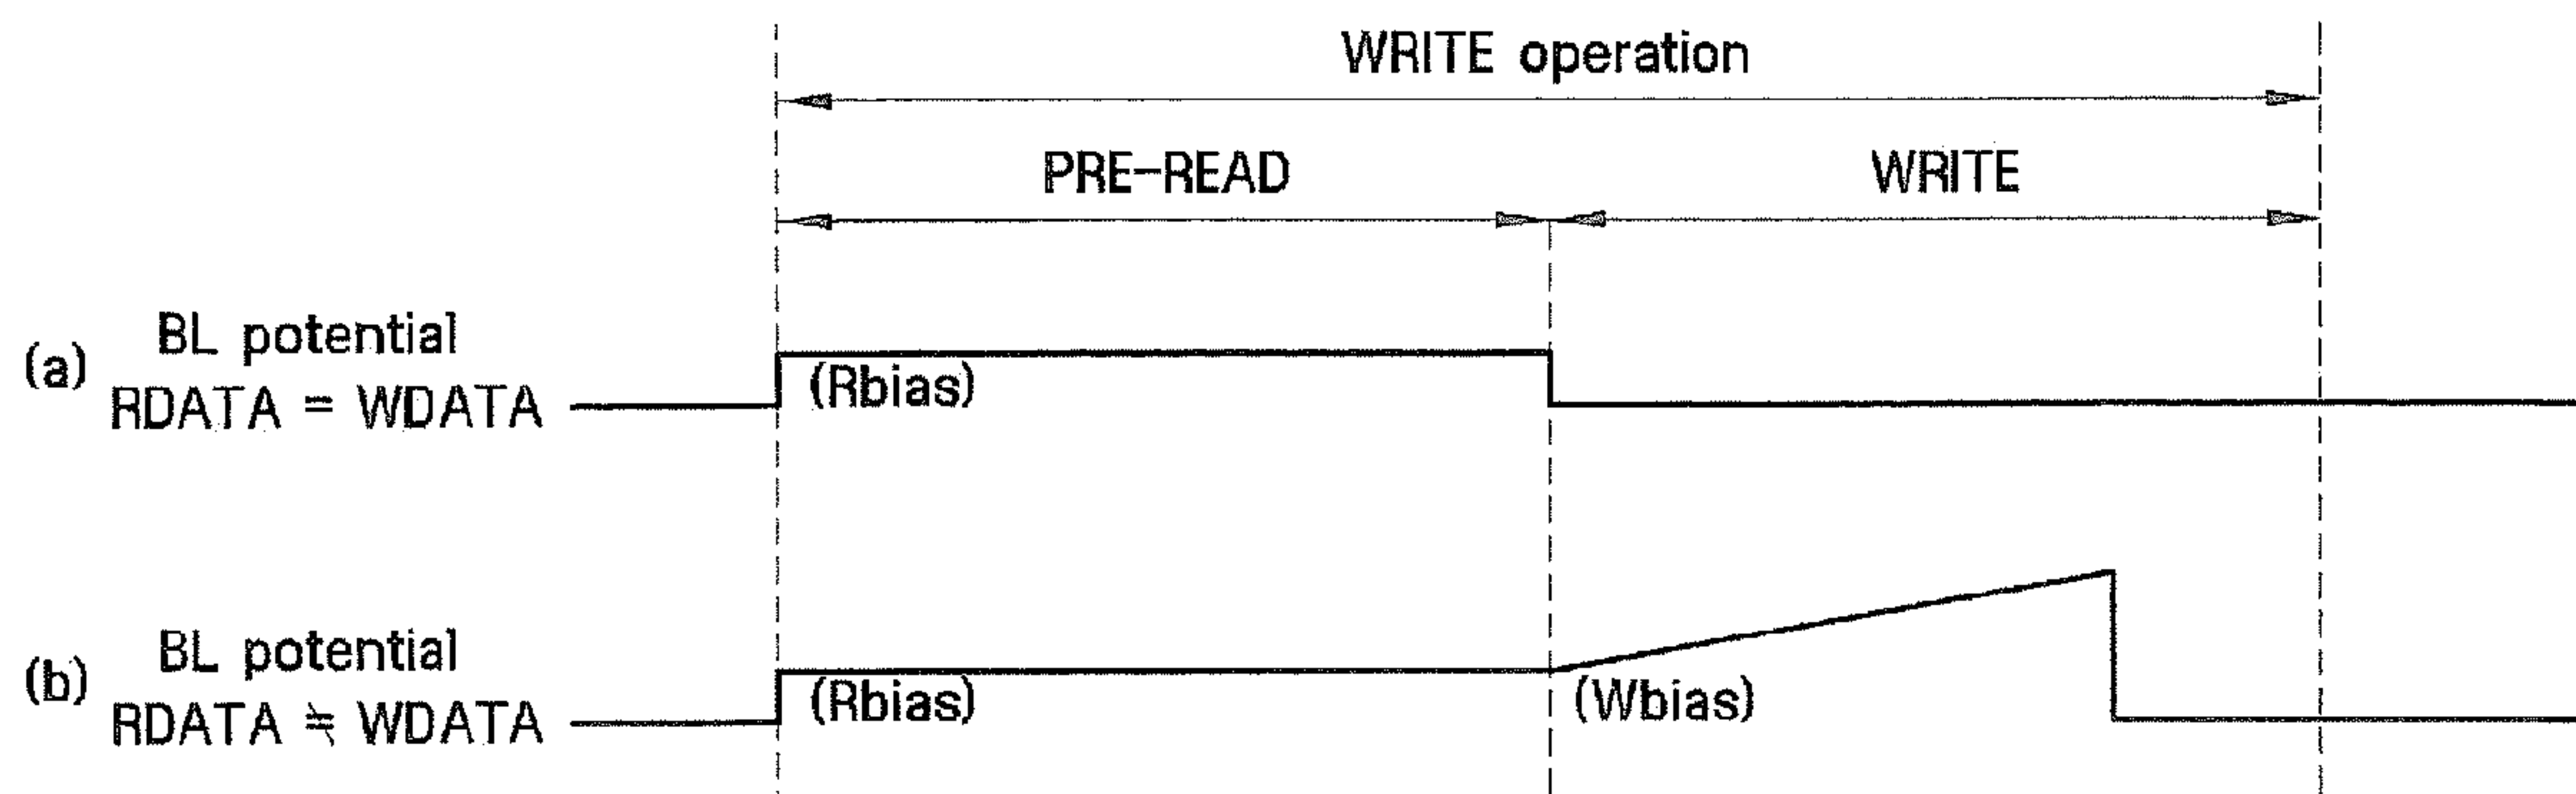 WRITE operation
PRE-READ WRITE
(a) BL potential
RDATA = WDATA
(Rbias)
(b) BL potential
RDATA ≒ WDATA
(Rbias)
(Wbias)